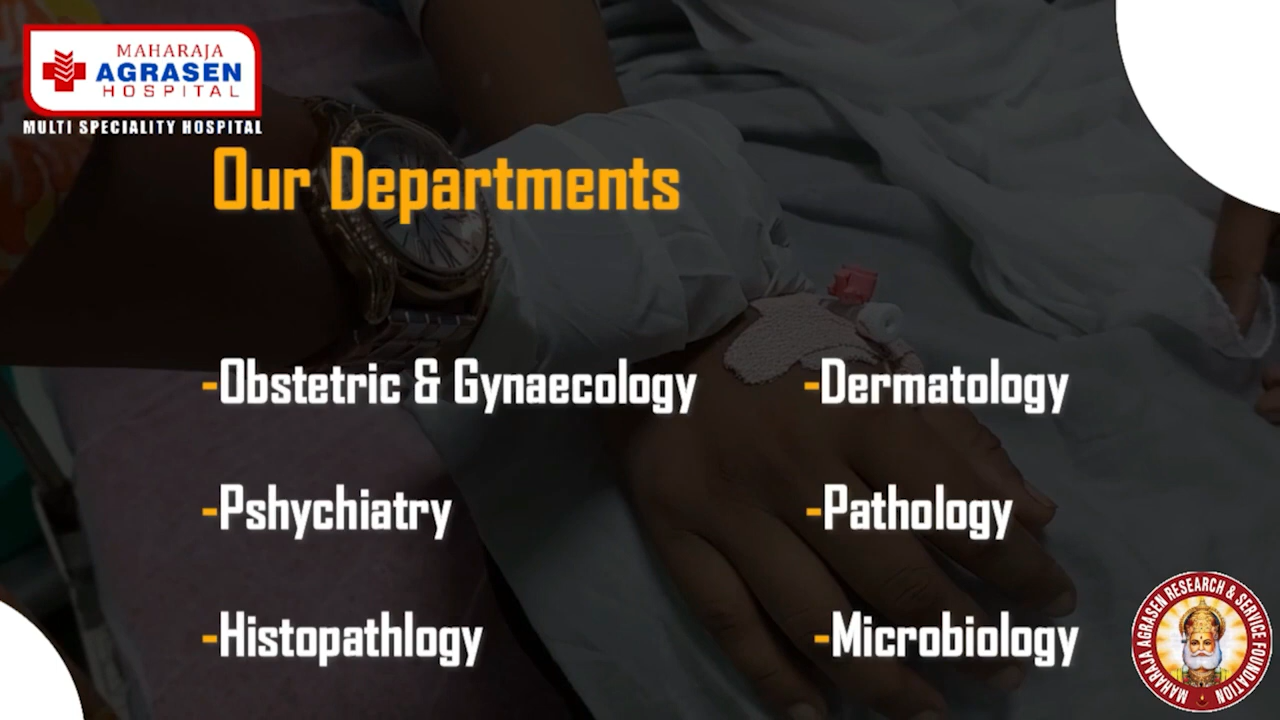 MAHARAJA
AGRASEN
HOSPITAL
MULTI SPECIALITY HOSPITAL
Our Departments
-Obstetric & Gynaecology
-Dermatology
-Pshychiatry
-Pathology
-Histopathlogy
-Microbiology
MAHARAJA AGRASEN RESEARCH & SERVICE FOUNDATION